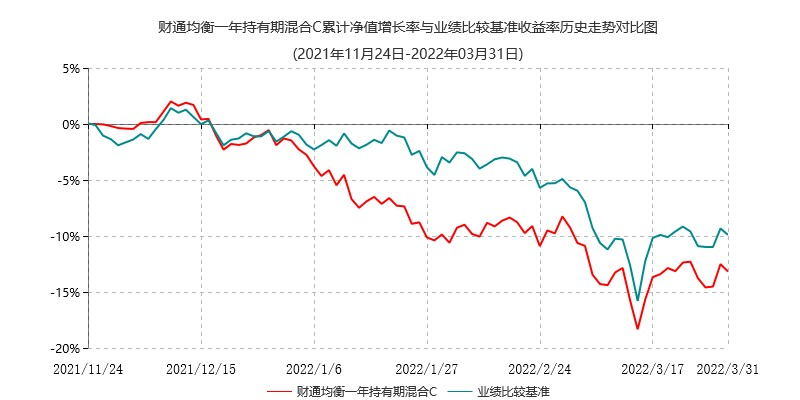 财通均衡一年持有期混合C累计净值增长率与业绩比较基准收益率历史走势对比图
(2021年11月24日-2022年03月31日)
5%
0%
-5%
-10%
-15%
-20%
2021/11/24 2021/12/15 2022/1/6 2022/1/27 2022/2/24 2022/3/17 2022/3/31
财通均衡一年持有期混合C 业绩比较基准